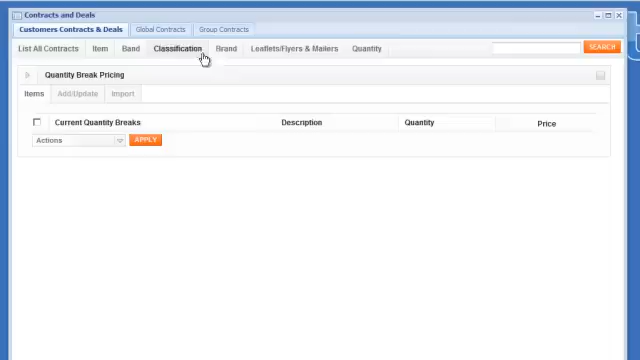 Contracts and Deals
Customers Contracts & Deals Global Contracts Group Contracts
List All Contracts Item Band Classification Brand Leaflets/Flyers & Mailers Quantity SEARCH
Quantity Break Pricing
Items Add/Update Import
Current Quantity Breaks Description Quantity Price
Actions APPLY